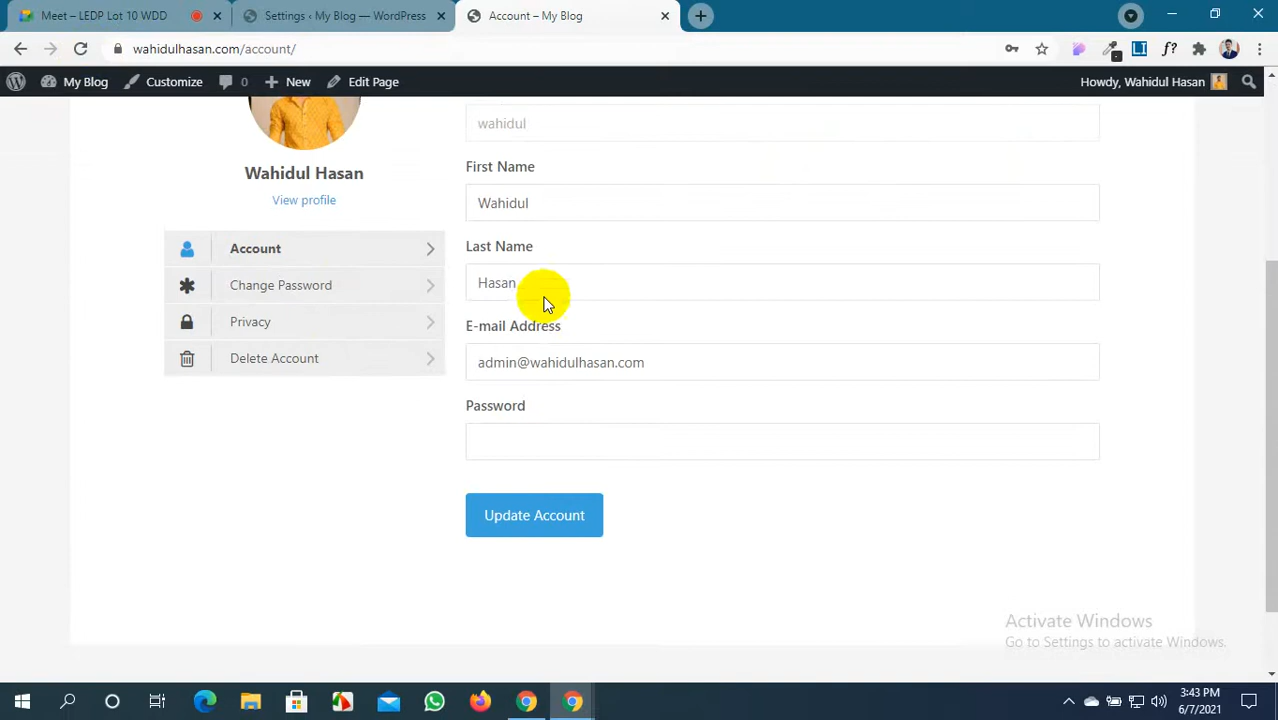 Meet – LEDP Lot 10 WDD
Settings ‹ My Blog — WordPress
Account – My Blog
wahidulhasan.com/account/
My Blog
Customize
0
New
Edit Page
Howdy, Wahidul Hasan
wahidul
Wahidul Hasan
View profile
Account
Change Password
Privacy
Delete Account
First Name
Wahidul
Last Name
Hasan
E-mail Address
admin@wahidulhasan.com
Password
Update Account
Activate Windows
Go to Settings to activate Windows.
3:43 PM
6/7/2021